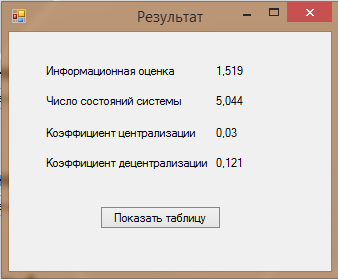 Результат
Информационная оценка 1,519
Число состояний системы 5,044
Коэффициент централизации 0,03
Коэффициент децентрализации 0,121
Показать таблицу